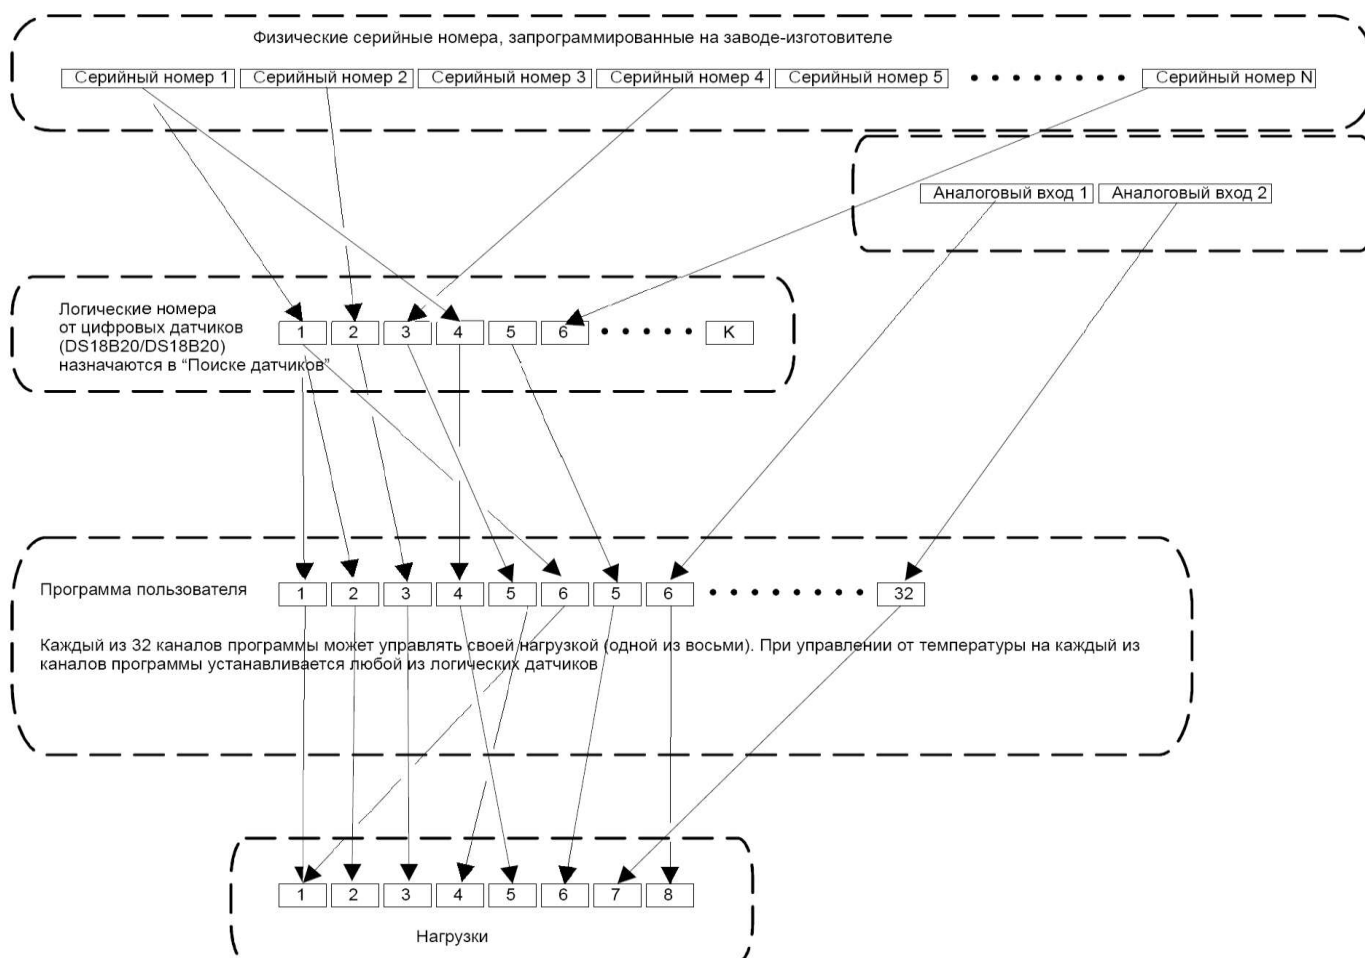 Физические серийные номера, запрограммированные на заводе-изготовителе
Серийный номер 1 Серийный номер 2 Серийный номер 3 Серийный номер 4 Серийный номер 5 Серийный номер N
Аналоговый вход 1 Аналоговый вход 2
Логические номера
от цифровых датчиков
(DS18B20/DS18B20)
назначаются в “Поиске датчиков”
1 2 3 4 5 6 K
Программа пользователя
1 2 3 4 5 6 5 6 32
Каждый из 32 каналов программы может управлять своей нагрузкой (одной из восьми). При управлении от температуры на каждый из
каналов программы устанавливается любой из логических датчиков
1 2 3 4 5 6 7 8
Нагрузки